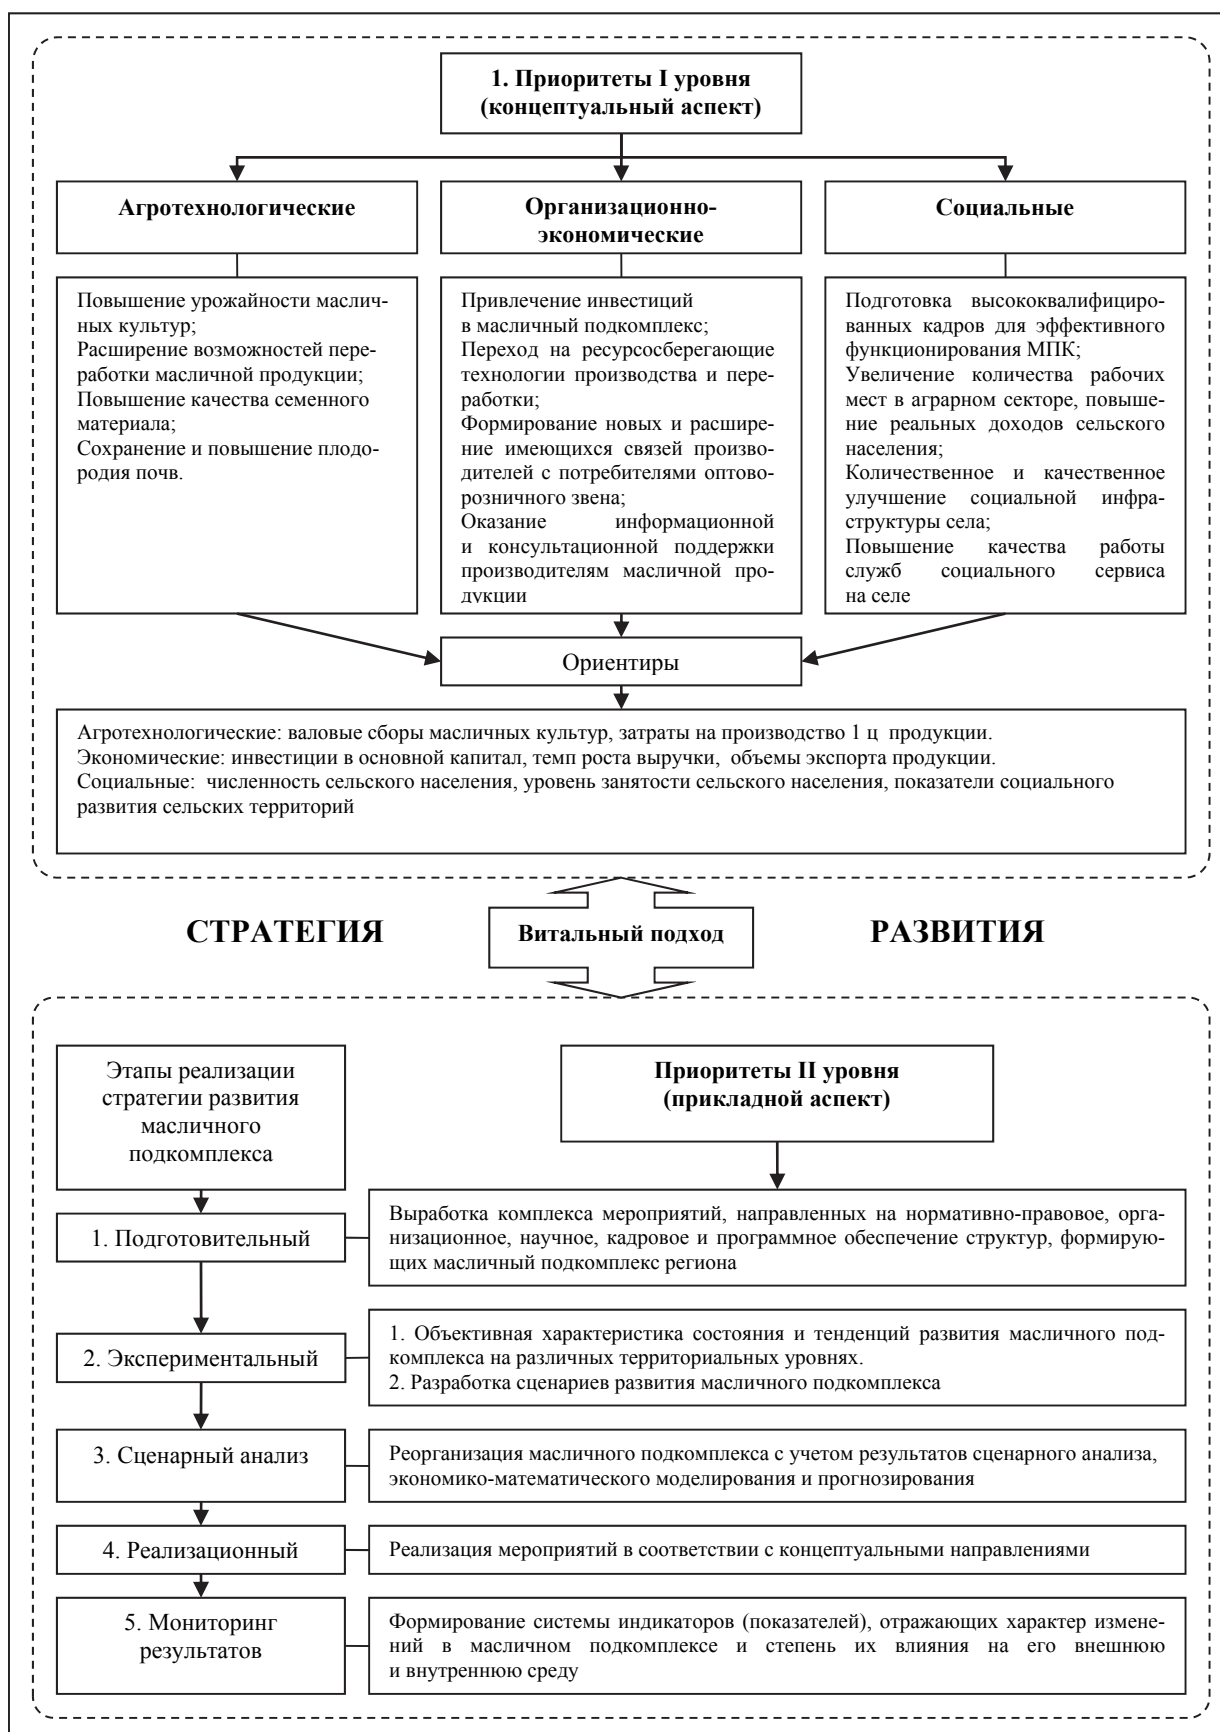 1. Приоритеты I уровня
(концептуальный аспект)
Агротехнологические
Организационно-
экономические
Социальные
Повышение урожайности маслич-
ных культур;
Расширение возможностей пере-
работки масличной продукции;
Повышение качества семенного
материала;
Сохранение и повышение плодо-
родия почв.
Привлечение инвестиций
в масличный подкомплекс;
Переход на ресурсосберегающие
технологии производства и пере-
работки;
Формирование новых и расшире-
ние имеющихся связей произво-
дителей с потребителями оптово-
розничного звена;
Оказание информационной
и консультационной поддержки
производителям масличной про-
дукции
Подготовка высококвалифициро-
ванных кадров для эффективного
функционирования МПК;
Увеличение количества рабочих
мест в аграрном секторе, повыше-
ние реальных доходов сельского
населения;
Количественное и качественное
улучшение социальной инфра-
структуры села;
Повышение качества работы
служб социального сервиса
на селе
Ориентиры
Агротехнологические: валовые сборы масличных культур, затраты на производство 1 ц продукции.
Экономические: инвестиции в основной капитал, темп роста выручки, объемы экспорта продукции.
Социальные: численность сельского населения, уровень занятости сельского населения, показатели социального
развития сельских территорий
СТРАТЕГИЯ
Витальный подход
РАЗВИТИЯ
Этапы реализации
стратегии развития
масличного
подкомплекса
Приоритеты II уровня
(прикладной аспект)
1. Подготовительный
Выработка комплекса мероприятий, направленных на нормативно-правовое, орга-
низационное, научное, кадровое и программное обеспечение структур, формирую-
щих масличный подкомплекс региона
2. Экспериментальный
1. Объективная характеристика состояния и тенденций развития масличного под-
комплекса на различных территориальных уровнях.
2. Разработка сценариев развития масличного подкомплекса
3. Сценарный анализ
Реорганизация масличного подкомплекса с учетом результатов сценарного анализа,
экономико-математического моделирования и прогнозирования
4. Реализационный
Реализация мероприятий в соответствии с концептуальными направлениями
5. Мониторинг
результатов
Формирование системы индикаторов (показателей), отражающих характер измене-
ний в масличном подкомплексе и степень их влияния на его внешнюю
и внутреннюю среду